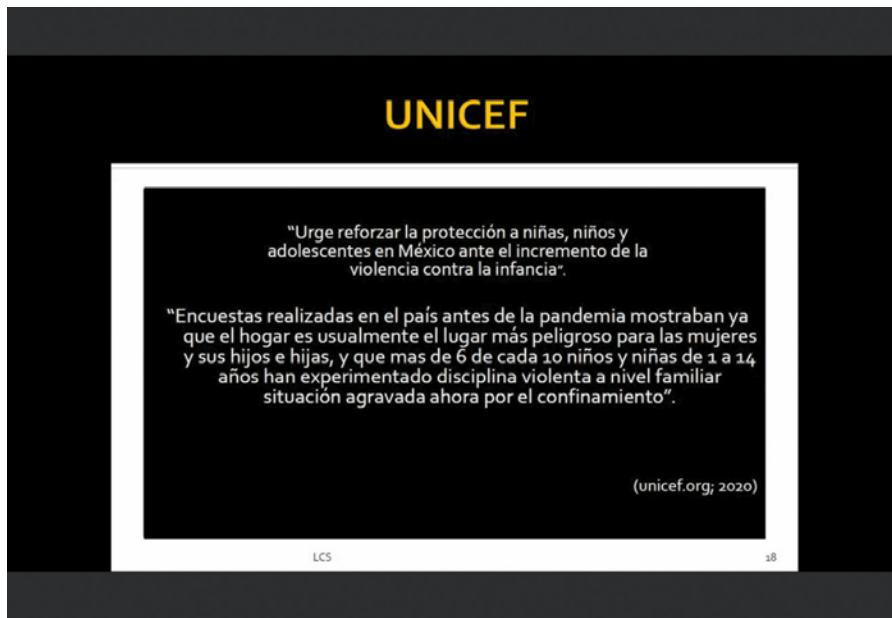 UNICEF
“Urge reforzar la protección a niñas, niños y
adolescentes en México ante el incremento de la
violencia contra la infancia”.
“Encuestas realizadas en el país antes de la pandemia mostraban ya
que el hogar es usualmente el lugar más peligroso para las mujeres
y sus hijos e hijas, y que mas de 6 de cada 10 niños y niñas de 1 a 14
años han experimentado disciplina violenta a nivel familiar
situación agravada ahora por el confinamiento”.
(unicef.org; 2020)
LCS 18